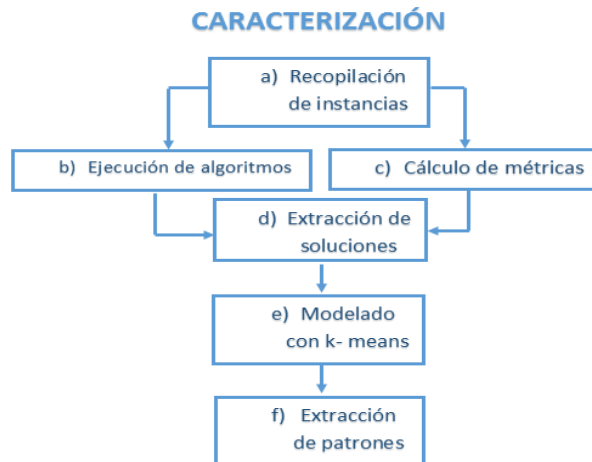 CARACTERIZACIÓN
a) Recopilación
de instancias
b) Ejecución de algoritmos
c) Cálculo de métricas
d) Extracción de
soluciones
e) Modelado
con k- means
f) Extracción
de patrones